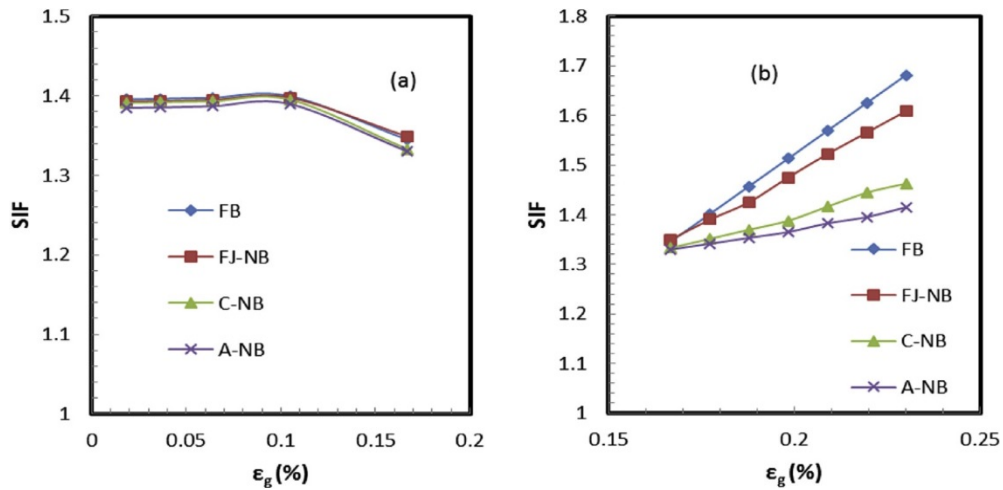 1.5
1.4
1.3
1.2
1.1
1
SIF
(a)
FB
FJ-NB
C-NB
A-NB
0
0.05
0.1
0.15
0.2
εg (%)
1.8
1.7
1.6
1.5
1.4
1.3
1.2
1.1
1
SIF
(b)
FB
FJ-NB
C-NB
A-NB
0.15
0.2
0.25
εg (%)